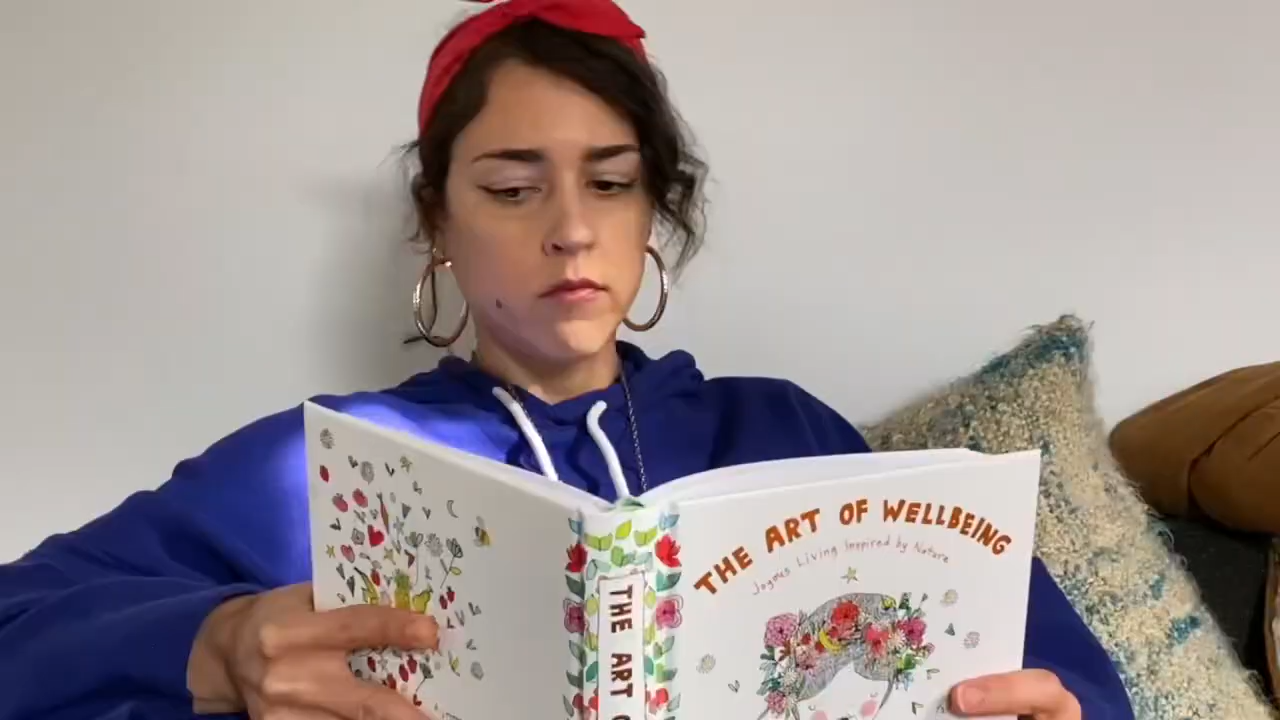 THE ART OF WELLBEING
Joyous Living Inspired by Nature
THE ART